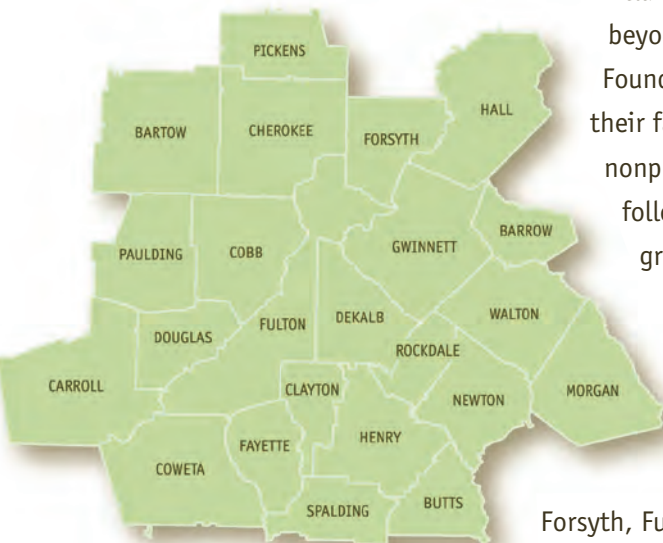 PICKENS
BARTOW
CHEROKEE
FORSYTH
HALL
PAULDING
COBB
GWINNETT
BARROW
DOUGLAS
FULTON
DEKALB
WALTON
ROCKDALE
CARROLL
CLAYTON
NEWTON
MORGAN
FAYETTE
HENRY
COWETA
SPALDING
BUTTS
beyo
Found
their f
nonp
follo
gr
Forsyth, Fu